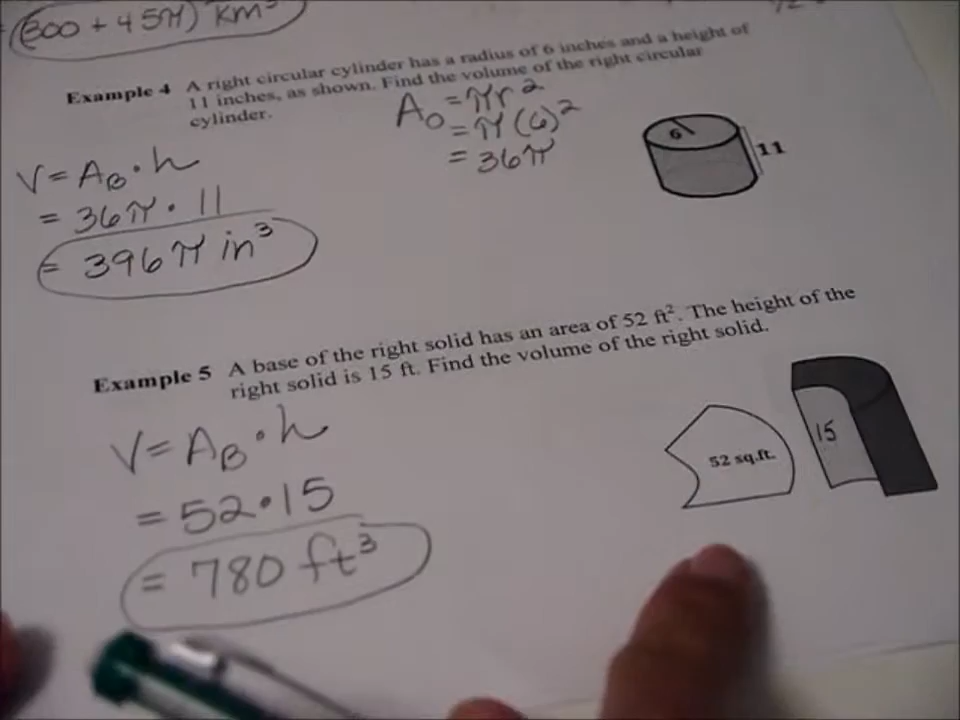 (300 + 45π) km³
Example 4 A right circular cylinder has a radius of 6 inches and a height of
11 inches, as shown. Find the volume of the right circular
cylinder.
A○ = πr²
= π(6)²
= 36π
V = A_B · h
= 36π · 11
= 396π in³
6
11
Example 5 A base of the right solid has an area of 52 ft². The height of the
right solid is 15 ft. Find the volume of the right solid.
V = A_B · h
= 52 · 15
= 780 ft³
52 sq.ft.
15